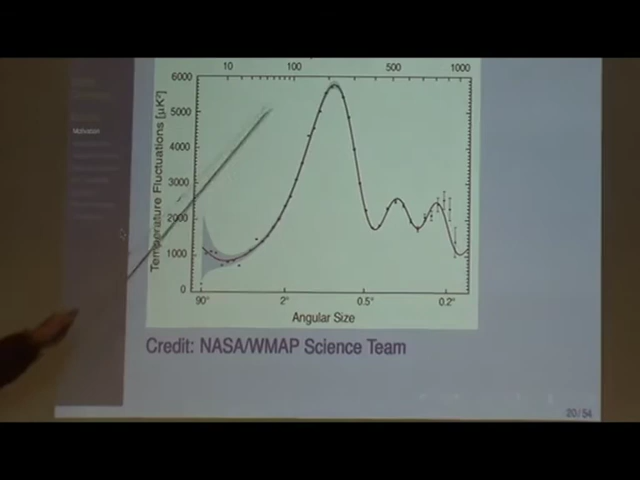 Motivation
10 100 500 1000
Temperature Fluctuations [µK²]
6000
5000
4000
3000
2000
1000
0
90° 2° 0.5° 0.2°
Angular Size
Credit: NASA/WMAP Science Team
20/54